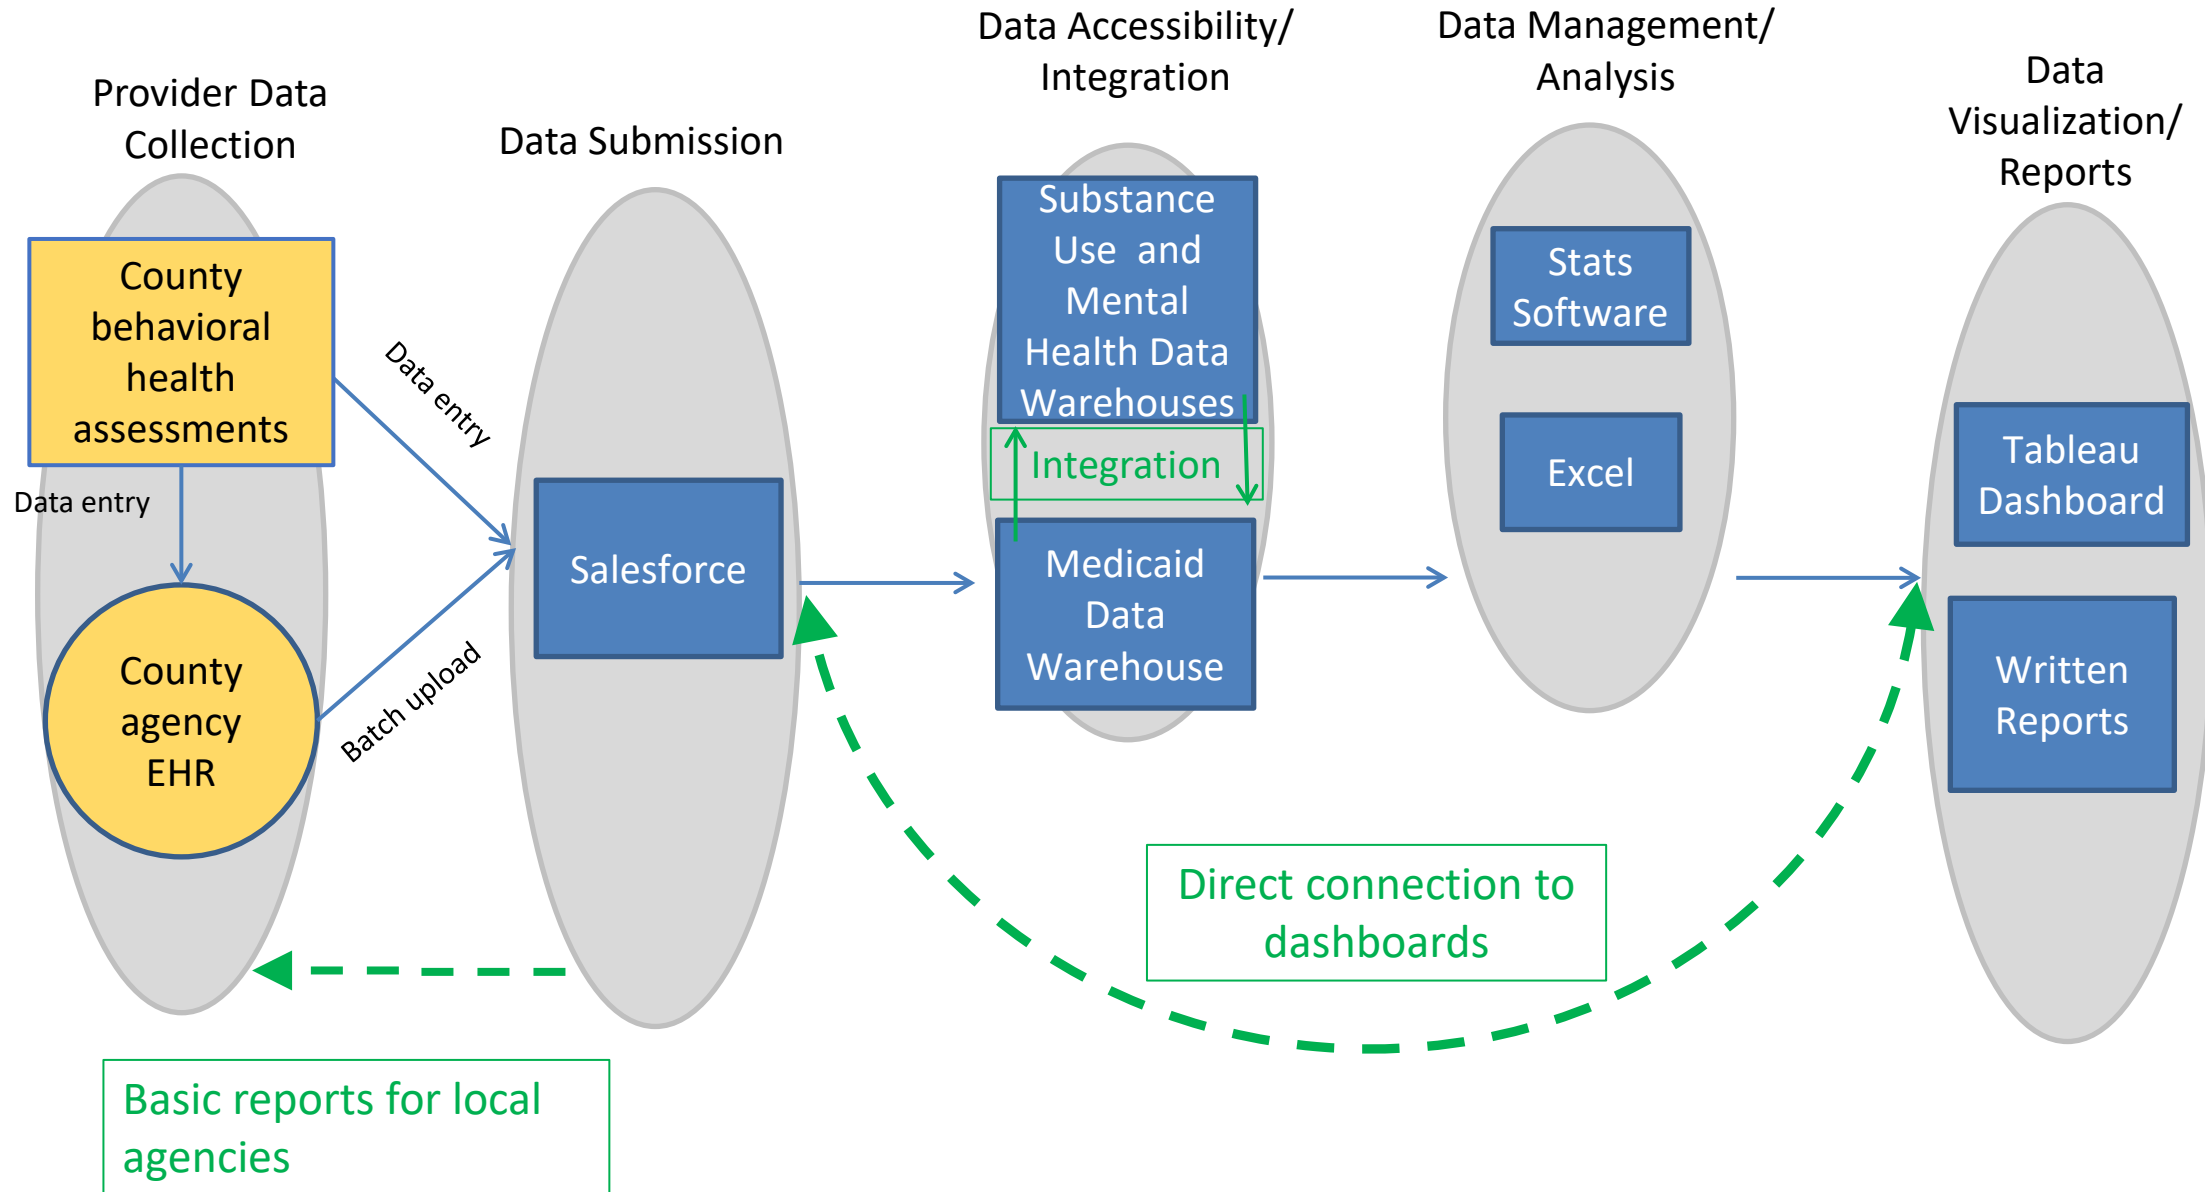 Provider Data
Collection
Data Submission
Data Accessibility/
Integration
Data Management/
Analysis
Data
Visualization/
Reports
County
behavioral
health
assessments
Data entry
Data entry
County
agency
EHR
Batch upload
Salesforce
Substance
Use and
Mental
Health Data
Warehouses
Integration
Medicaid
Data
Warehouse
Stats
Software
Excel
Tableau
Dashboard
Written
Reports
Direct connection to
dashboards
Basic reports for local
agencies